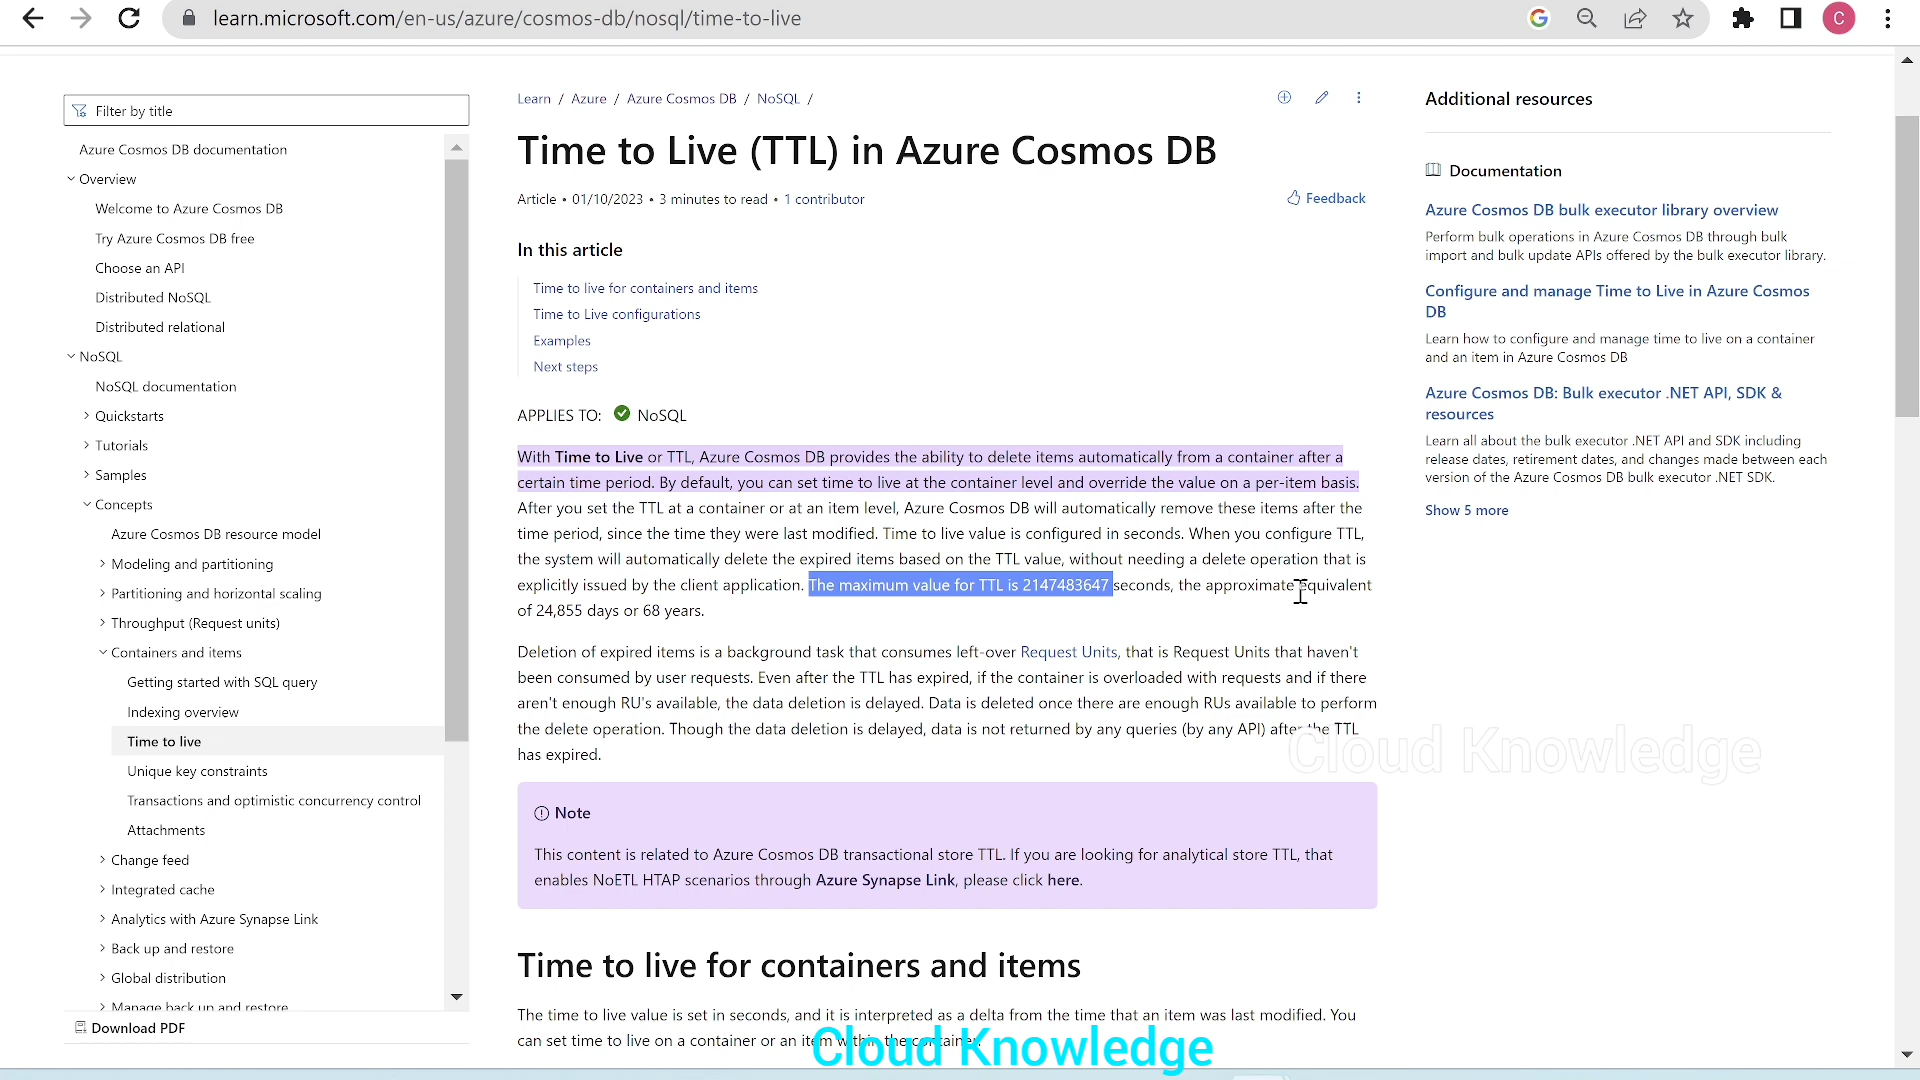 learn.microsoft.com/en-us/azure/cosmos-db/nosql/time-to-live
C
Filter by title
Azure Cosmos DB documentation
Overview
Welcome to Azure Cosmos DB
Try Azure Cosmos DB free
Choose an API
Distributed NoSQL
Distributed relational
NoSQL
NoSQL documentation
Quickstarts
Tutorials
Samples
Concepts
Azure Cosmos DB resource model
Modeling and partitioning
Partitioning and horizontal scaling
Throughput (Request units)
Containers and items
Getting started with SQL query
Indexing overview
Time to live
Unique key constraints
Transactions and optimistic concurrency control
Attachments
Change feed
Integrated cache
Analytics with Azure Synapse Link
Back up and restore
Global distribution
Manage back up and restore
Download PDF
Learn / Azure / Azure Cosmos DB / NoSQL /
Time to Live (TTL) in Azure Cosmos DB
Article • 01/10/2023 • 3 minutes to read • 1 contributor
Feedback
In this article
Time to live for containers and items
Time to Live configurations
Examples
Next steps
APPLIES TO: NoSQL
With Time to Live or TTL, Azure Cosmos DB provides the ability to delete items automatically from a container after a
certain time period. By default, you can set time to live at the container level and override the value on a per-item basis.
After you set the TTL at a container or at an item level, Azure Cosmos DB will automatically remove these items after the
time period, since the time they were last modified. Time to live value is configured in seconds. When you configure TTL,
the system will automatically delete the expired items based on the TTL value, without needing a delete operation that is
explicitly issued by the client application. The maximum value for TTL is 2147483647 seconds, the approximate equivalent
of 24,855 days or 68 years.
Deletion of expired items is a background task that consumes left-over Request Units, that is Request Units that haven't
been consumed by user requests. Even after the TTL has expired, if the container is overloaded with requests and if there
aren't enough RU's available, the data deletion is delayed. Data is deleted once there are enough RUs available to perform
the delete operation. Though the data deletion is delayed, data is not returned by any queries (by any API) after the TTL
has expired.
Note
This content is related to Azure Cosmos DB transactional store TTL. If you are looking for analytical store TTL, that
enables NoETL HTAP scenarios through Azure Synapse Link, please click here.
Time to live for containers and items
The time to live value is set in seconds, and it is interpreted as a delta from the time that an item was last modified. You
can set time to live on a container or an item within the container.
Additional resources
Documentation
Azure Cosmos DB bulk executor library overview
Perform bulk operations in Azure Cosmos DB through bulk
import and bulk update APIs offered by the bulk executor library.
Configure and manage Time to Live in Azure Cosmos
DB
Learn how to configure and manage time to live on a container
and an item in Azure Cosmos DB
Azure Cosmos DB: Bulk executor .NET API, SDK &
resources
Learn all about the bulk executor .NET API and SDK including
release dates, retirement dates, and changes made between each
version of the Azure Cosmos DB bulk executor .NET SDK.
Show 5 more
Cloud Knowledge
Cloud Knowledge